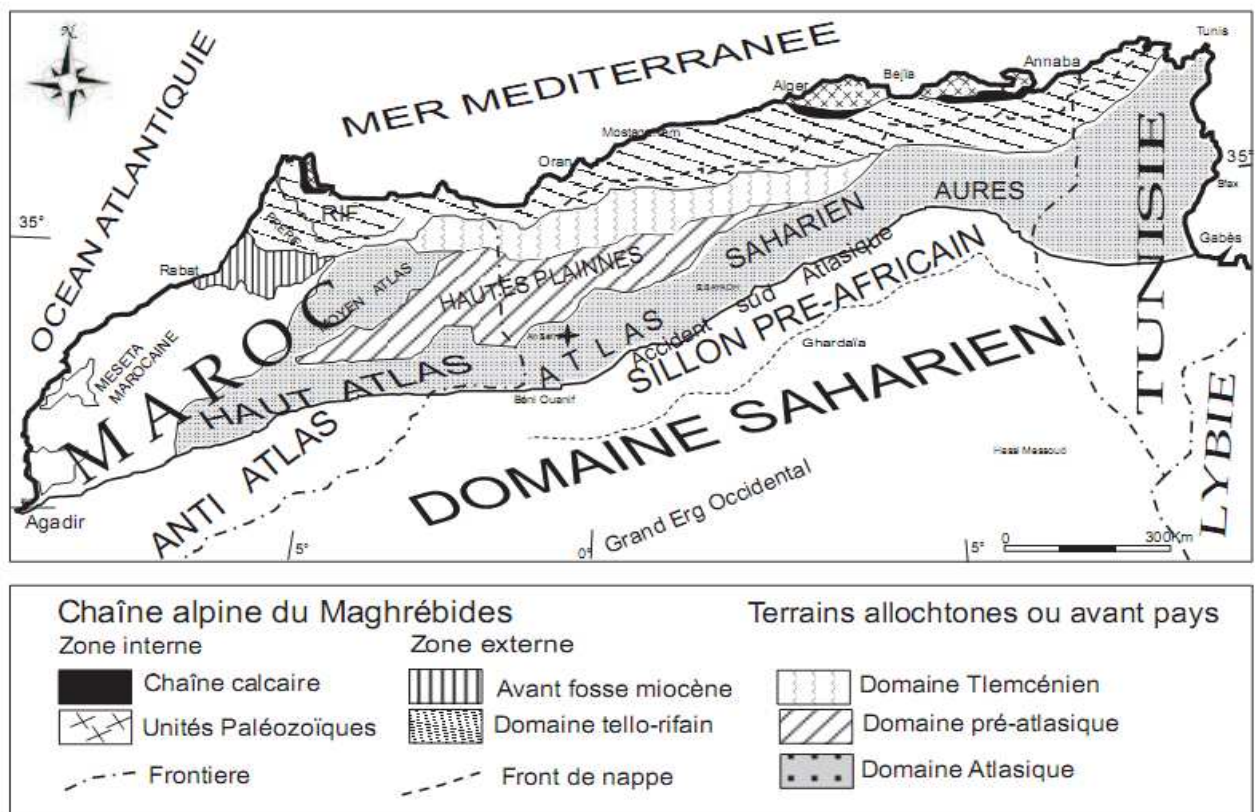 N
OCEAN ATLANTIQUIE
MER MEDITERRANEE
Tunis
Annaba
Bejïa
Alger
Mostaganem
Oran
35°
35°
Sfax
Gabès
RIF
Rabat
AURES
TUNISIE
SAHARIEN
HAUTES PLAINNES
MOYEN ATLAS
MAROC
MESETA
MAROCAINE
HAUT ATLAS
ATLAS
Accident sud Atlasique
SILLON PRE-AFRICAIN
Ghardaïa
Béni Ouanif
ANTI ATLAS
DOMAINE SAHARIEN
Hassi Messoud
LYBIE
Grand Erg Occidental
Agadir
5°
0°
5°
0 300Km
Chaîne alpine du Maghrébides
Terrains allochtones ou avant pays
Zone interne
Zone externe
Chaîne calcaire
Avant fosse miocène
Domaine Tlemcénien
Unités Paléozoïques
Domaine tello-rifain
Domaine pré-atlasique
Frontiere
Front de nappe
Domaine Atlasique